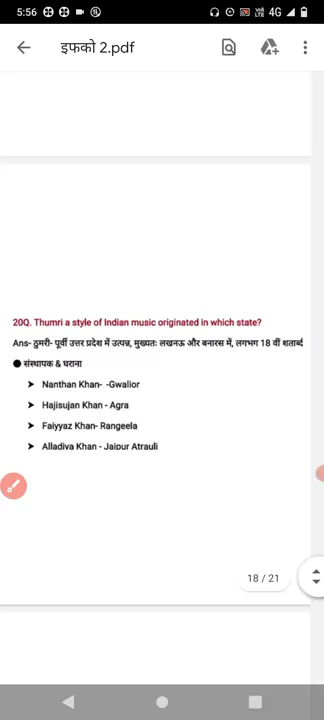 5:56
4G
इफको 2.pdf
20Q. Thumri a style of Indian music originated in which state?
Ans- ठुमरी- पूर्वी उत्तर प्रदेश में उत्पन्न, मुख्यतः लखनऊ और बनारस में, लगभग 18 वीं शताब्द
● संस्थापक & घराना
➤ Nanthan Khan- -Gwalior
➤ Hajisujan Khan - Agra
➤ Faiyyaz Khan- Rangeela
➤ Alladiya Khan - Jaipur Atrauli
18 / 21